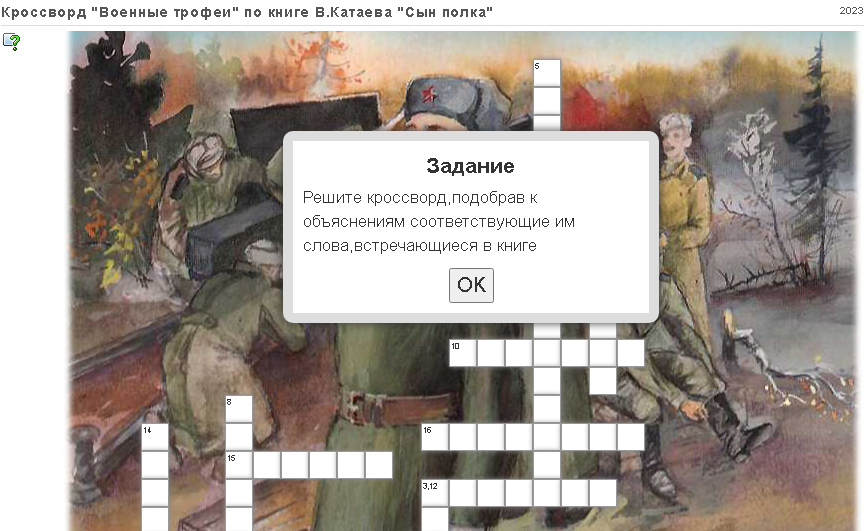 Кроссворд "Военные трофеи" по книге В.Катаева "Сын полка"
2023
5
Задание
Решите кроссворд,подобрав к
объяснениям соответствующие им
слова,встречающиеся в книге
OK
10
8
14
16
15
3,12